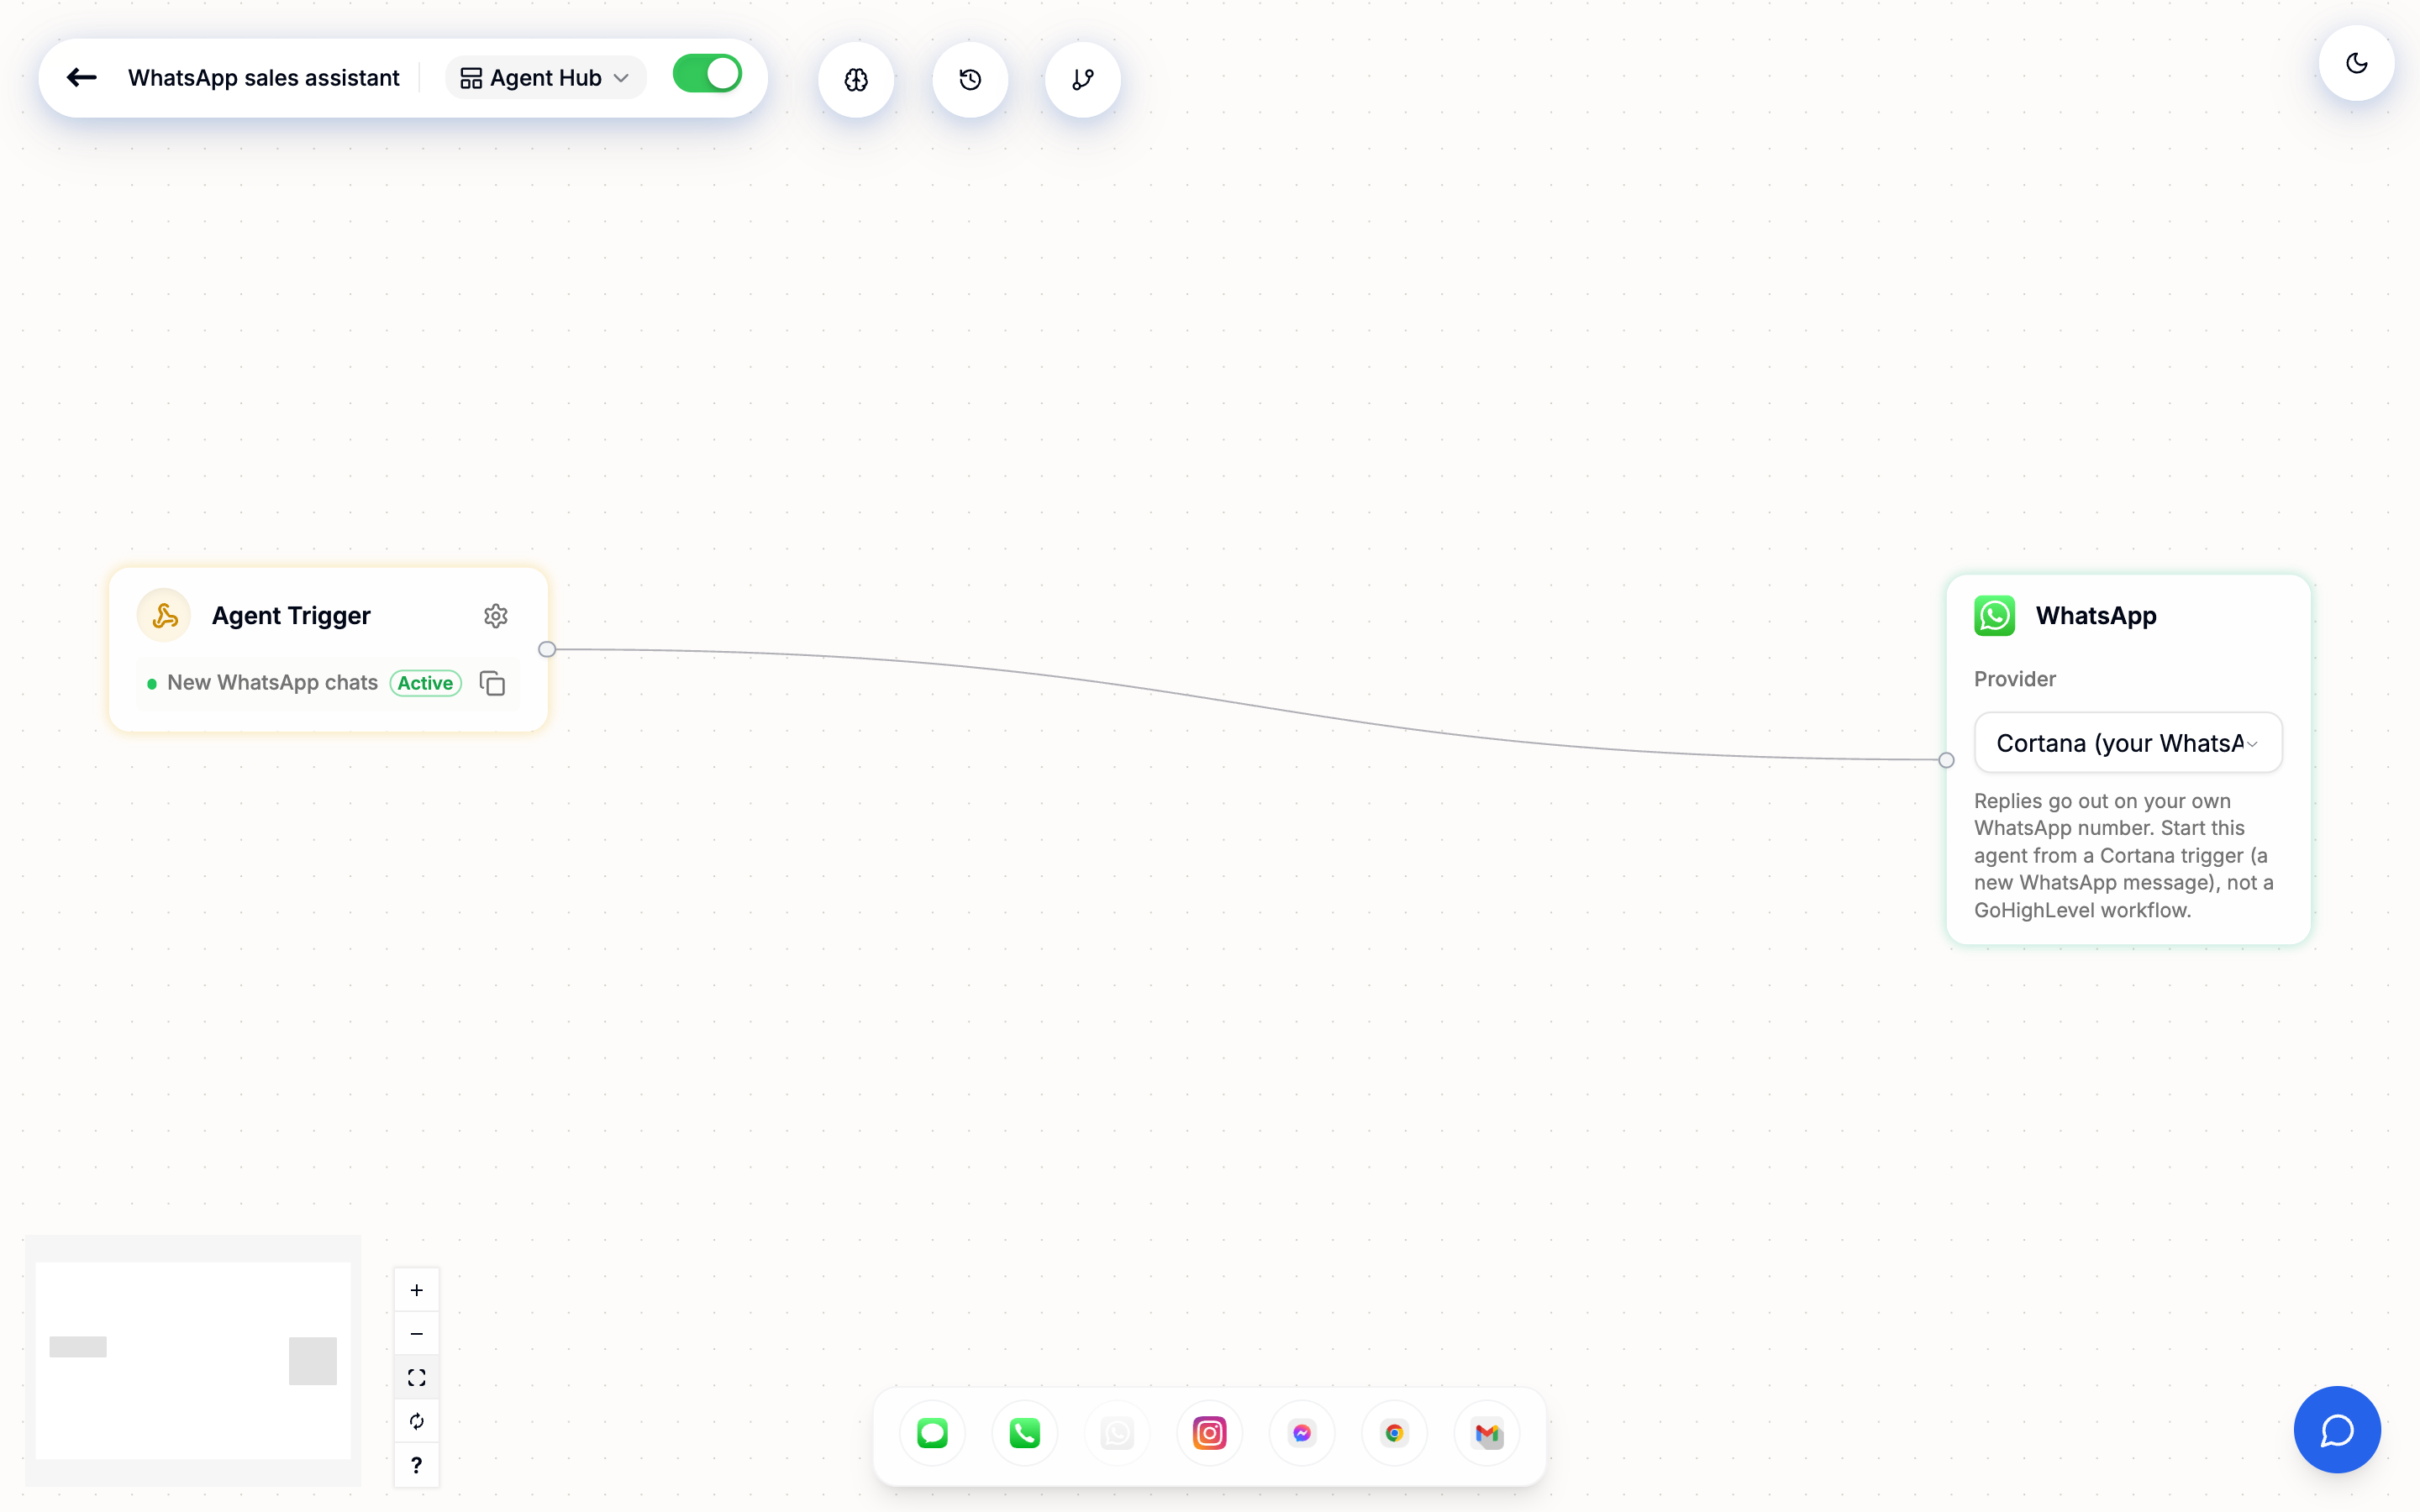 WhatsApp sales assistant
Agent Hub
Agent Trigger
New WhatsApp chats
Active
WhatsApp
Provider
Cortana (your WhatsA
Replies go out on your own
WhatsApp number. Start this
agent from a Cortana trigger (a
new WhatsApp message), not a
GoHighLevel workflow.
+
−
?